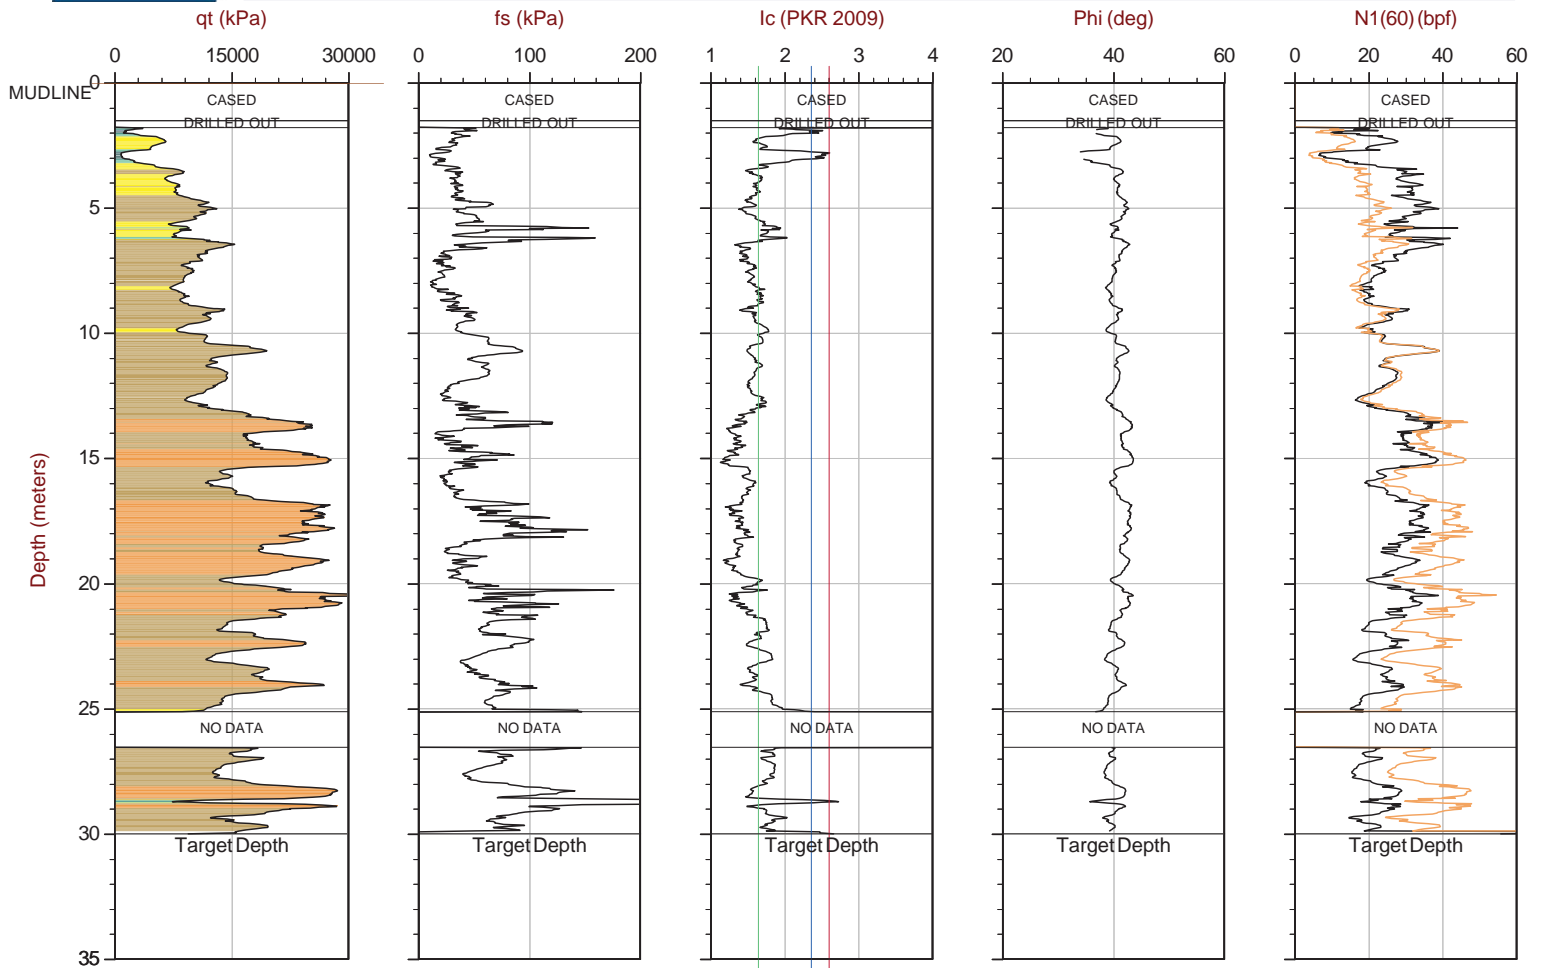 qt (kPa) fs (kPa) Ic (PKR 2009) Phi (deg) N1(60) (bpf)
0 15000 30000 0 100 200 1 2 3 4 20 40 60 0 20 40 60
0
MUDLINE
CASED CASED CASED CASED CASED
DRILLED OUT DRILLED OUT DRILLED OUT DRILLED OUT DRILLED OUT
5
10
15
Depth (meters)
20
25
NO DATA NO DATA NO DATA NO DATA NO DATA
30
Target Depth Target Depth Target Depth Target Depth Target Depth
35